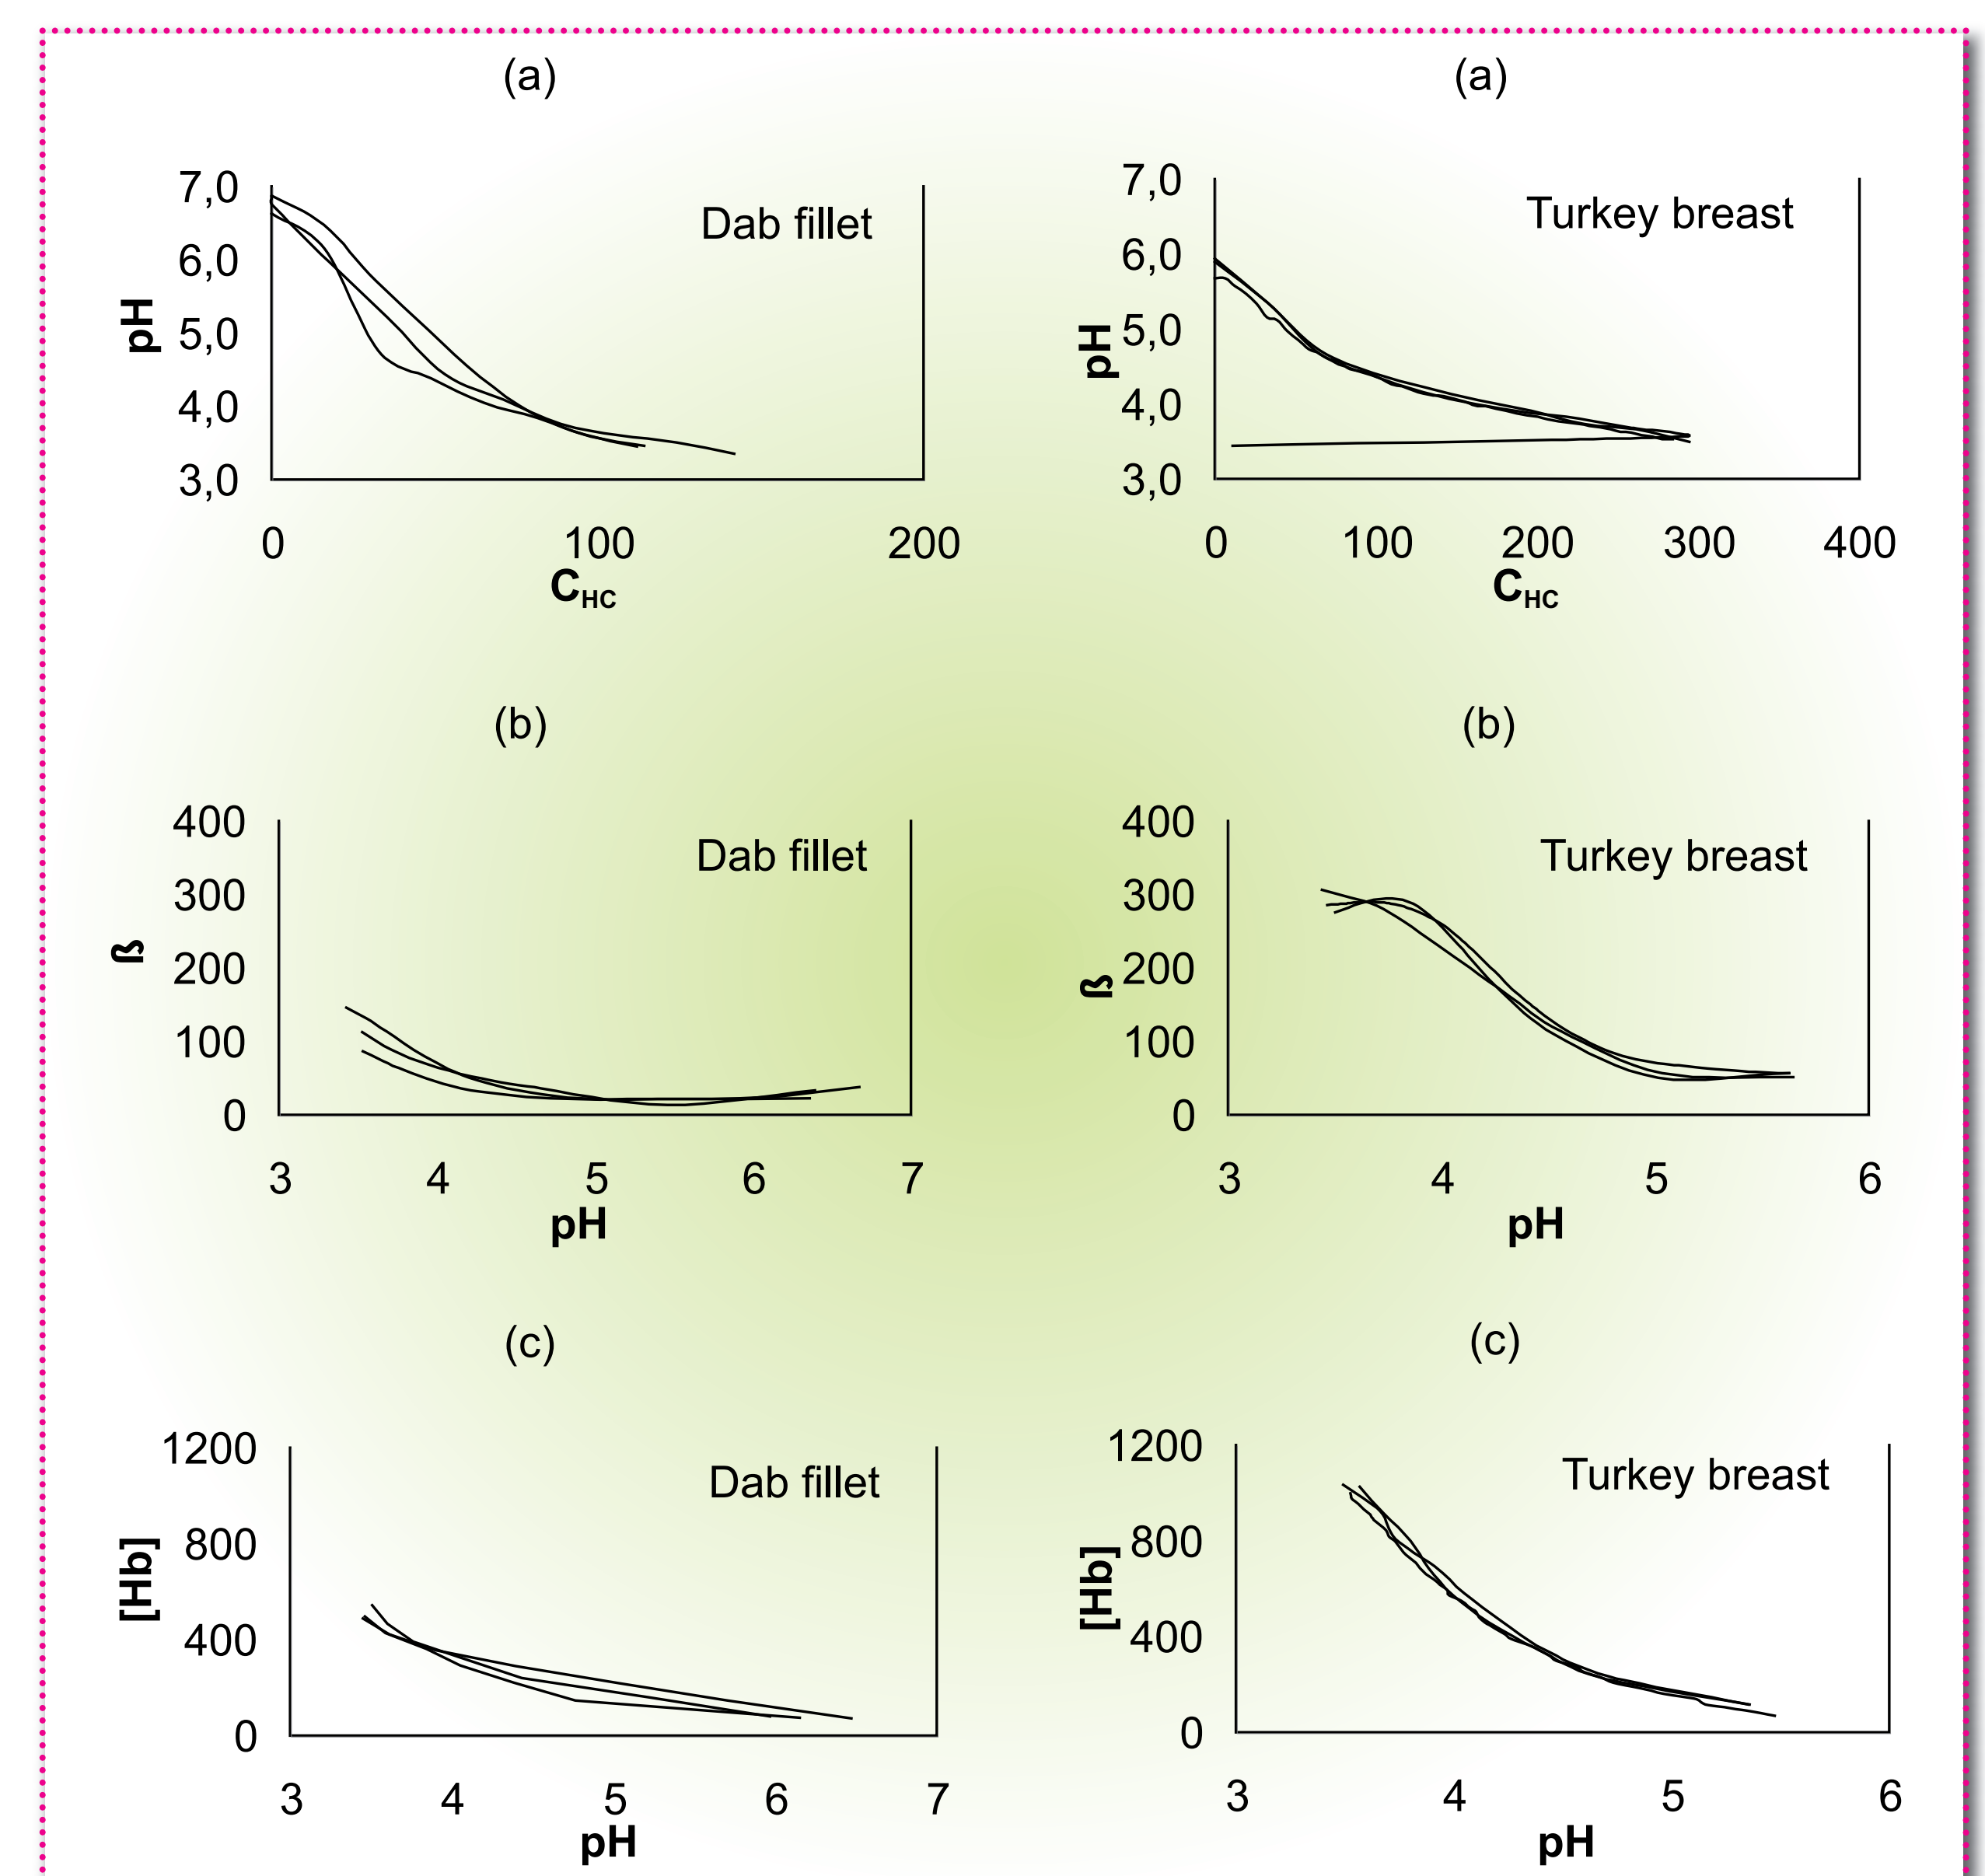 (a)
7,0
6,0
5,0
4,0
3,0
pH
Dab fillet
0 100 200
C_HC
(a)
7,0
6,0
5,0
4,0
3,0
pH
Turkey breast
0 100 200 300 400
C_HC
(b)
400
300
200
100
0
ß
Dab fillet
3 4 5 6 7
pH
(b)
400
300
200
100
0
ß
Turkey breast
3 4 5 6
pH
(c)
1200
800
400
0
[Hb]
Dab fillet
3 4 5 6 7
pH
(c)
1200
800
400
0
[Hb]
Turkey breast
3 4 5 6
pH